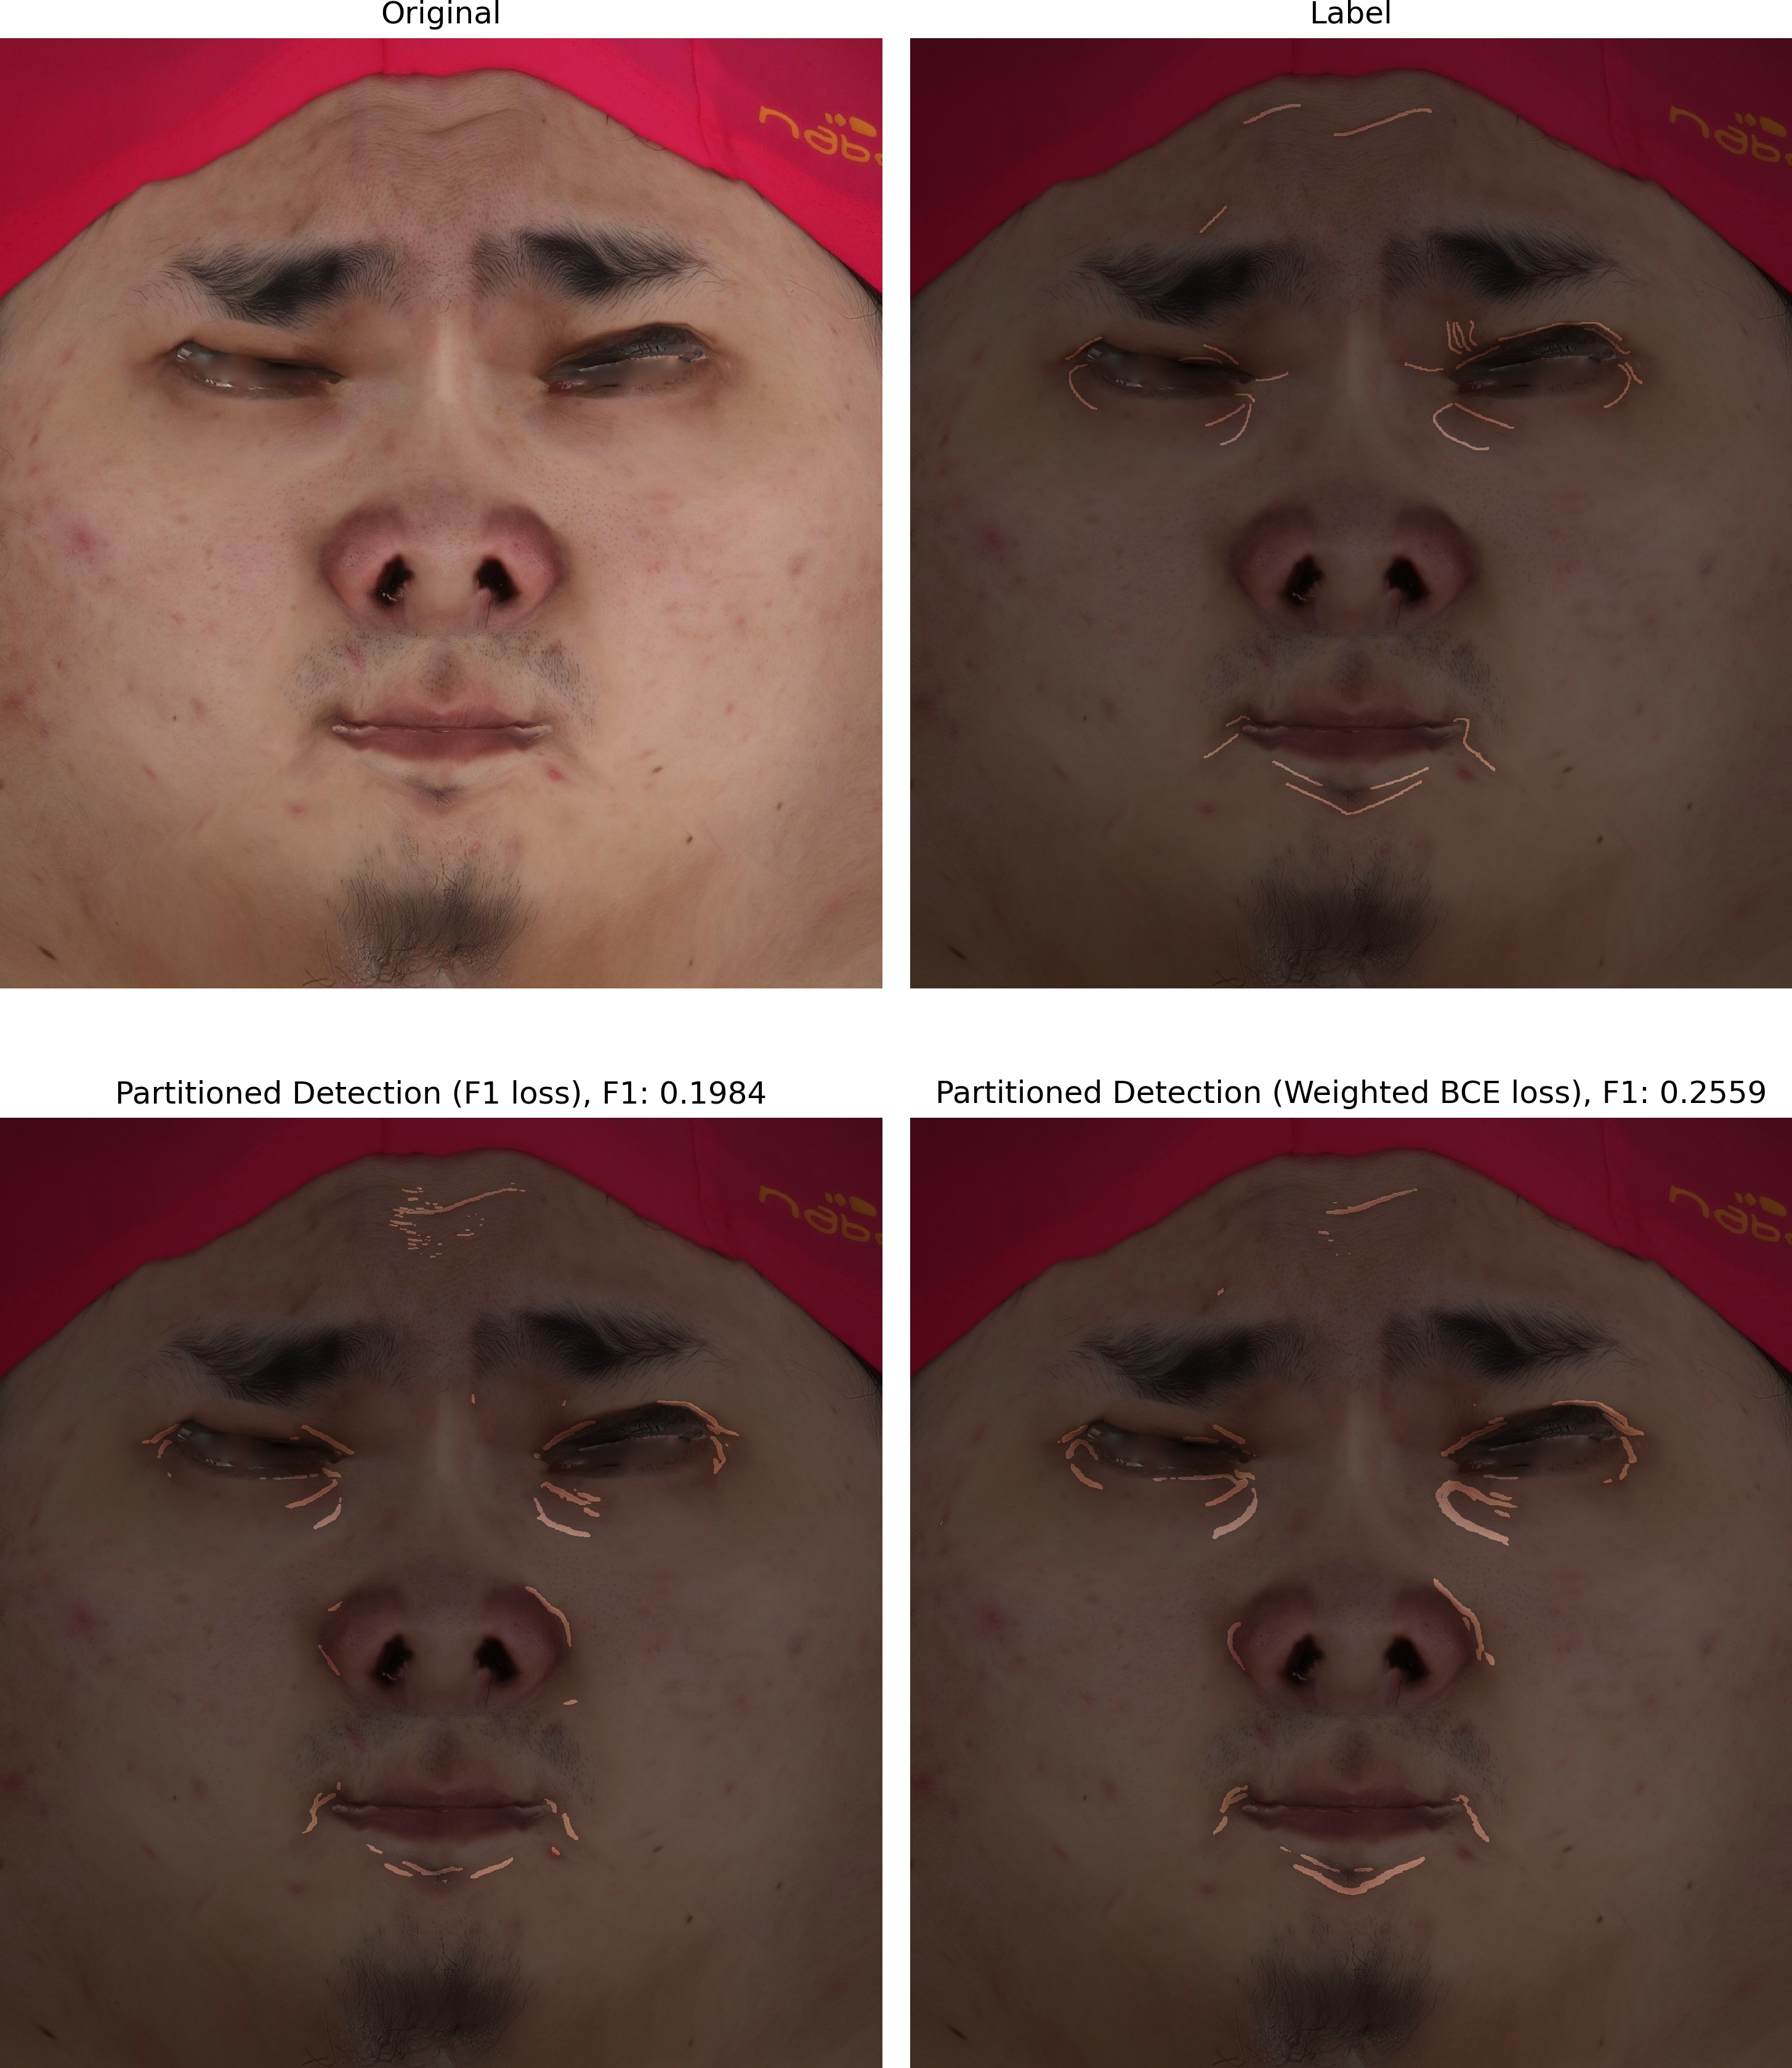 Original
Label
Partitioned Detection (F1 loss), F1: 0.1984
Partitioned Detection (Weighted BCE loss), F1: 0.2559